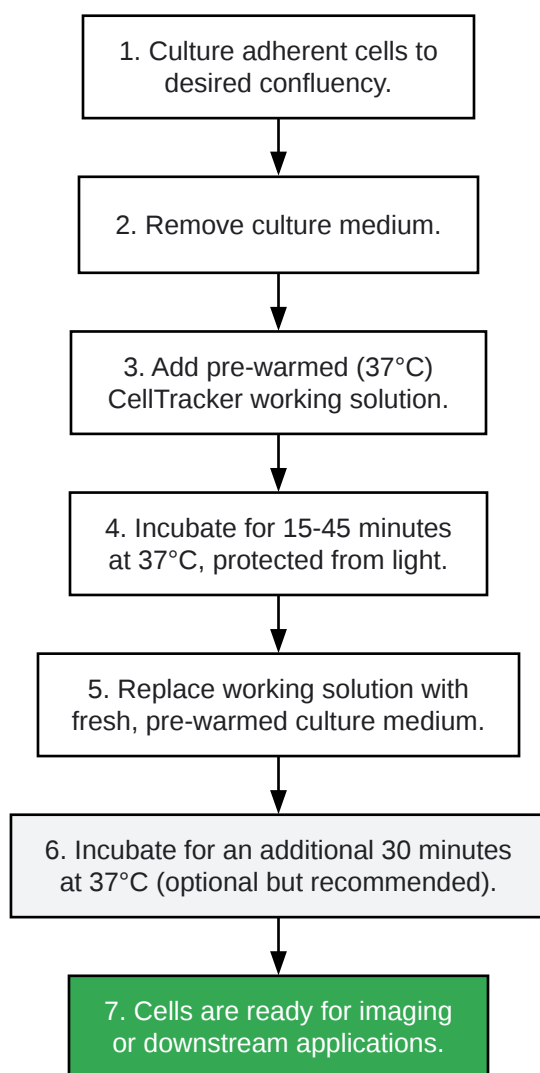 1. Culture adherent cells to
desired confluency.
2. Remove culture medium.
3. Add pre-warmed (37°C)
CellTracker working solution.
4. Incubate for 15-45 minutes
at 37°C, protected from light.
5. Replace working solution with
fresh, pre-warmed culture medium.
6. Incubate for an additional 30 minutes
at 37°C (optional but recommended).
7. Cells are ready for imaging
or downstream applications.